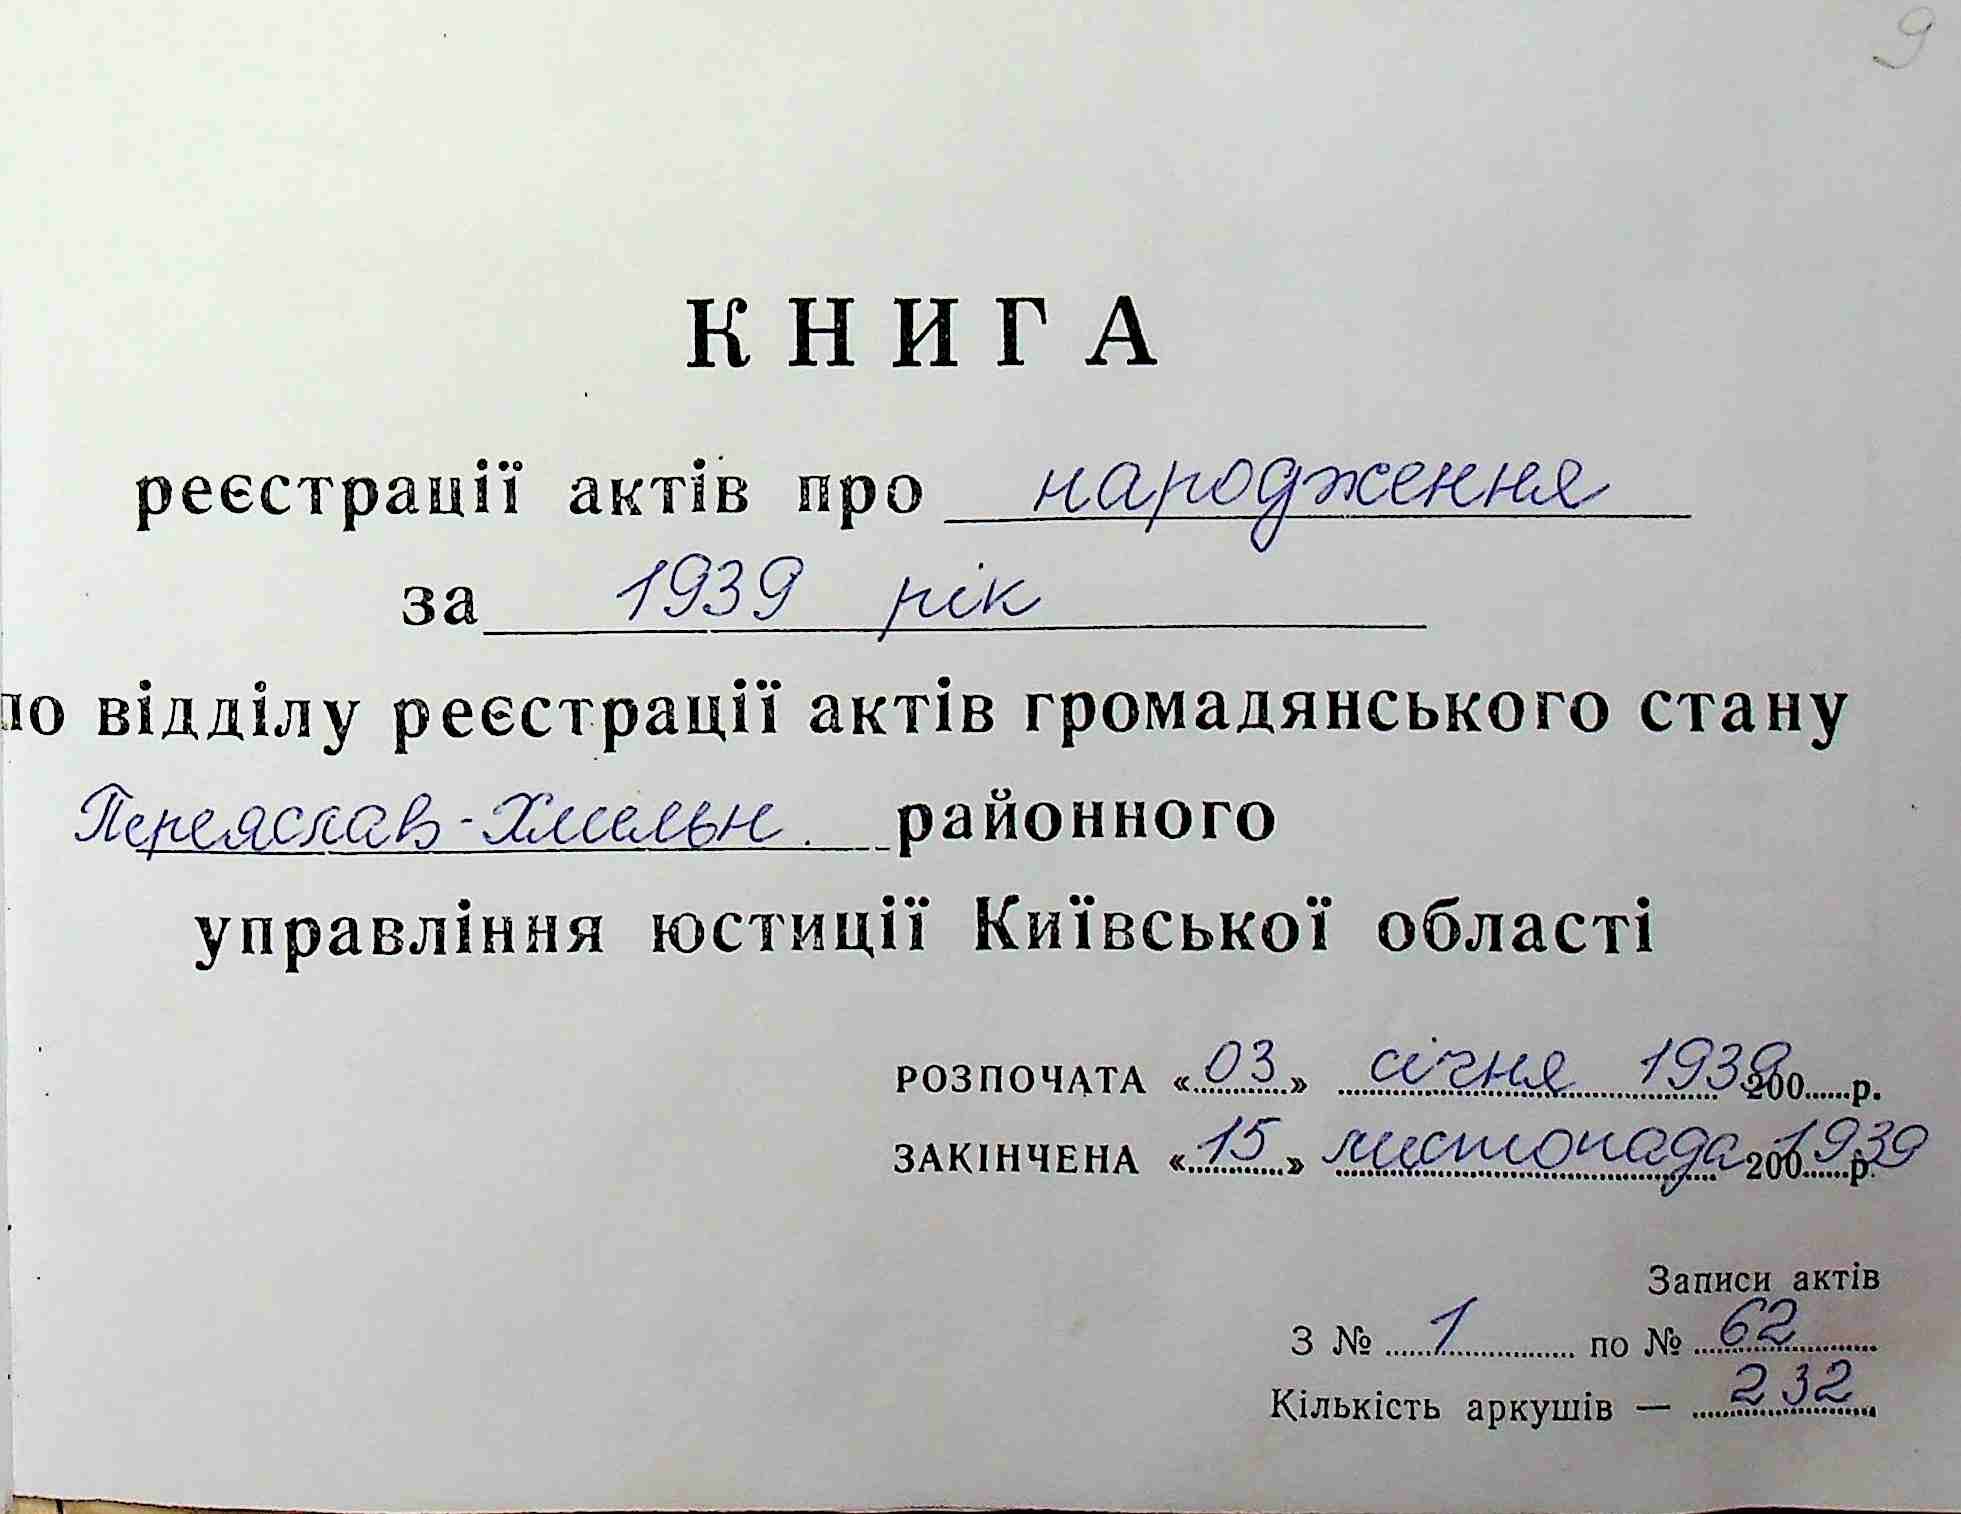 9
КНИГА
реєстрації актів про народження
за 1939 рік
по відділу реєстрації актів громадянського стану
Переяслав-Хмельн. районного
управління юстиції Київської області
РОЗПОЧАТА «03» січня 1939 200 р.
ЗАКІНЧЕНА «15» листопада 1939 200 р.
Записи актів
З № 1 по № 62
Кількість аркушів — 232